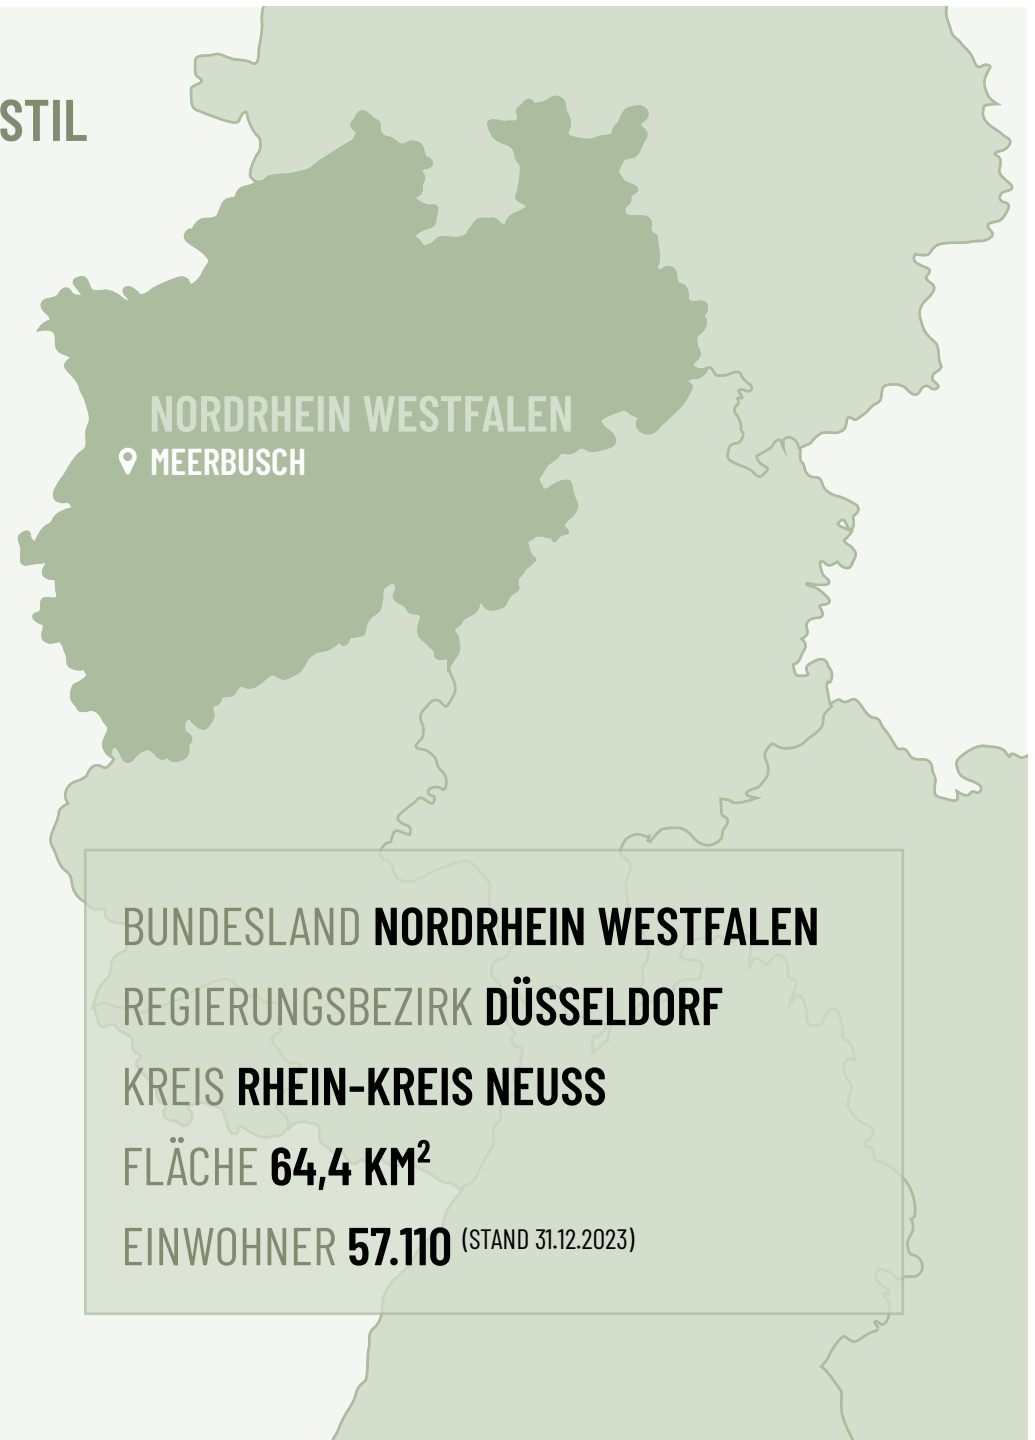 STIL
NORDRHEIN WESTFALEN
MEERBUSCH
BUNDESLAND NORDRHEIN WESTFALEN
REGIERUNGSBEZIRK DÜSSELDORF
KREIS RHEIN-KREIS NEUSS
FLÄCHE 64,4 KM²
EINWOHNER 57.110 (STAND 31.12.2023)